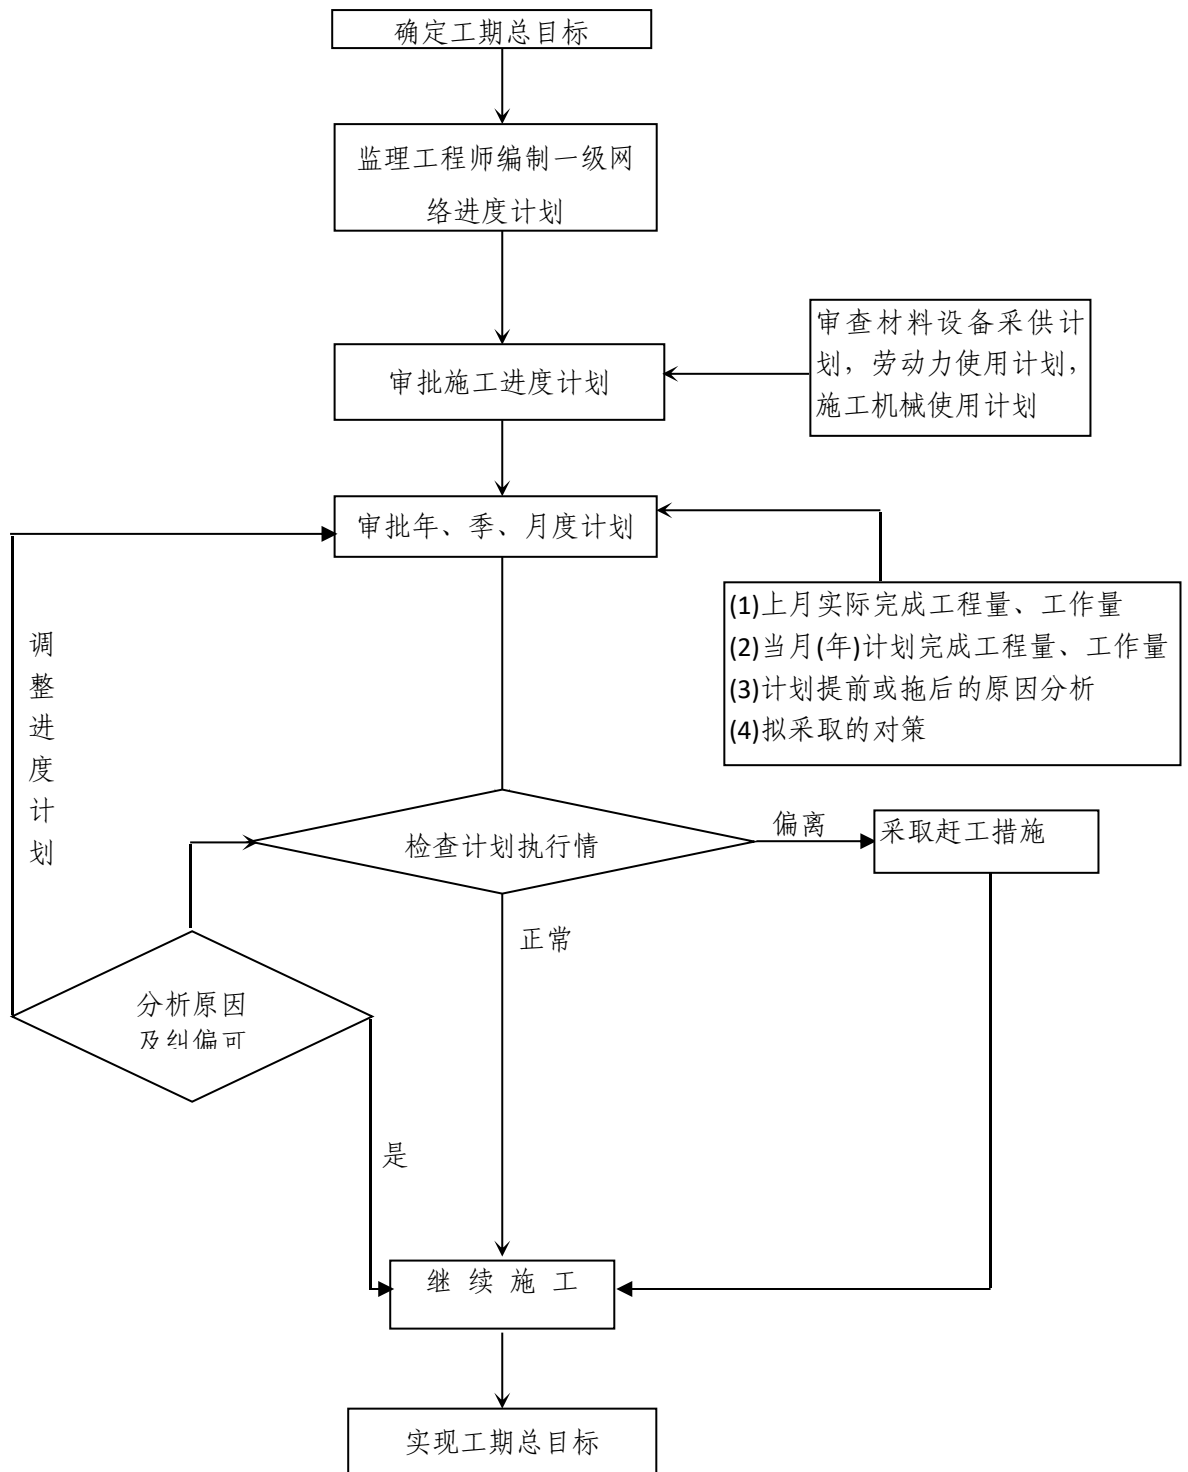 确定工期总目标
监理工程师编制一级网
络进度计划
审查材料设备采供计
划，劳动力使用计划，
施工机械使用计划
审批施工进度计划
审批年、季、月度计划
(1)上月实际完成工程量、工作量
(2)当月(年)计划完成工程量、工作量
(3)计划提前或拖后的原因分析
(4)拟采取的对策
调整进度计划
检查计划执行情
偏离
采取赶工措施
正常
分析原因
及纠偏可
是
继续施工
实现工期总目标